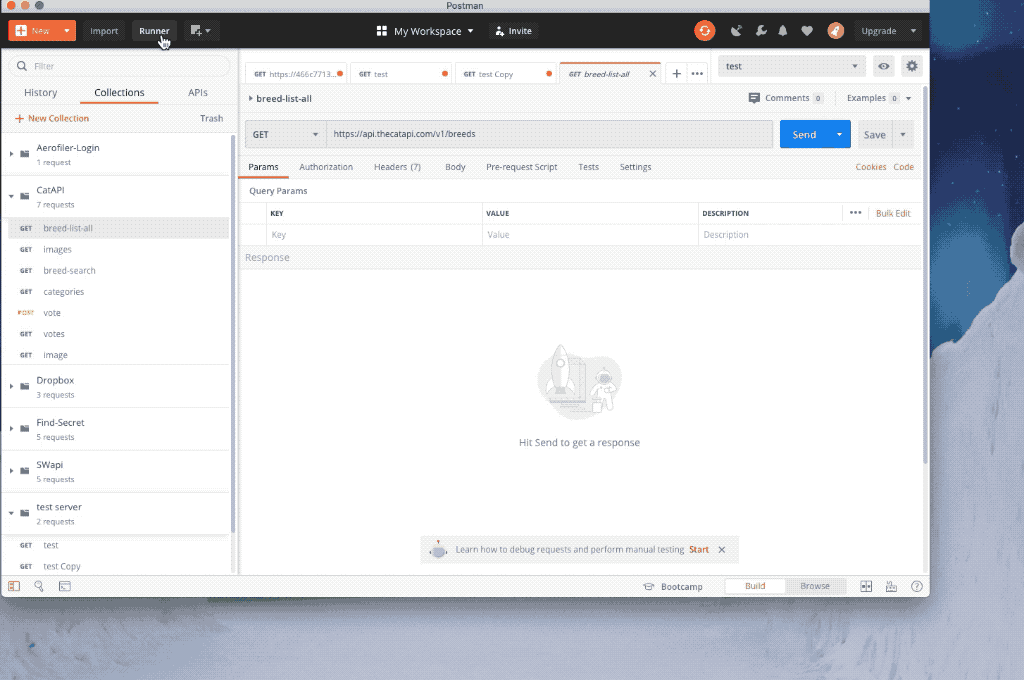 Postman
New Import Runner My Workspace Invite Upgrade
Filter
History Collections APIs
+ New Collection Trash
Aerofiler-Login
1 request
CatAPI
7 requests
GET breed-list-all
GET images
GET breed-search
GET categories
POST vote
GET votes
GET image
Dropbox
3 requests
Find-Secret
5 requests
SWapi
5 requests
test server
2 requests
GET test
GET test Copy
GET https://466c7713... GET test GET test Copy GET breed-list-all test
breed-list-all Comments 0 Examples 0
GET https://api.thecatapi.com/v1/breeds Send Save
Params Authorization Headers (7) Body Pre-request Script Tests Settings Cookies Code
Query Params
KEY VALUE DESCRIPTION ••• Bulk Edit
Key Value Description
Response
Hit Send to get a response
Learn how to debug requests and perform manual testing Start
Bootcamp Build Browse